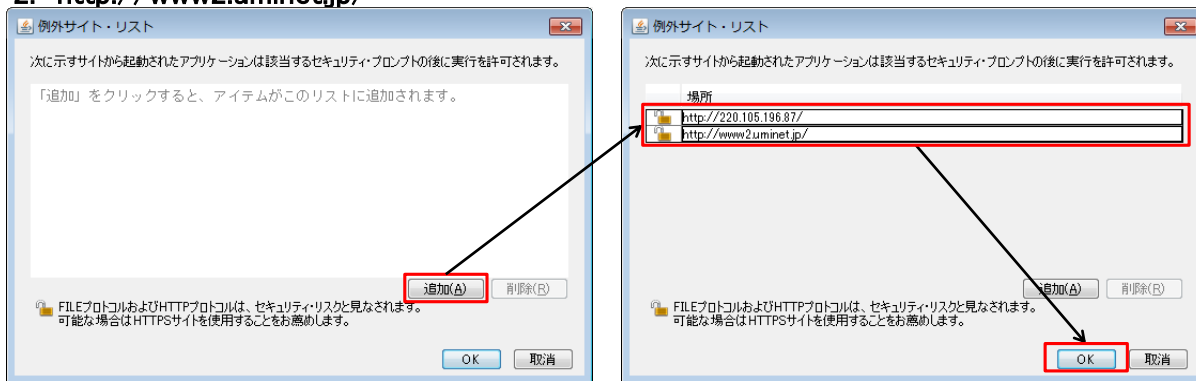 2. http://www2.uminet.jp/
例外サイト・リスト
次に示すサイトから起動されたアプリケーションは該当するセキュリティ・プロンプトの後に実行を許可されます。
「追加」をクリックすると、アイテムがこのリストに追加されます。
追加(A)
削除(R)
FILEプロトコルおよびHTTPプロトコルは、セキュリティ・リスクと見なされます。
可能な場合はHTTPSサイトを使用することをお薦めします。
OK
取消
例外サイト・リスト
次に示すサイトから起動されたアプリケーションは該当するセキュリティ・プロンプトの後に実行を許可されます。
場所
http://220.105.196.87/
http://www2.uminet.jp/
追加(A)
削除(R)
FILEプロトコルおよびHTTPプロトコルは、セキュリティ・リスクと見なされます。
可能な場合はHTTPSサイトを使用することをお薦めします。
OK
取消